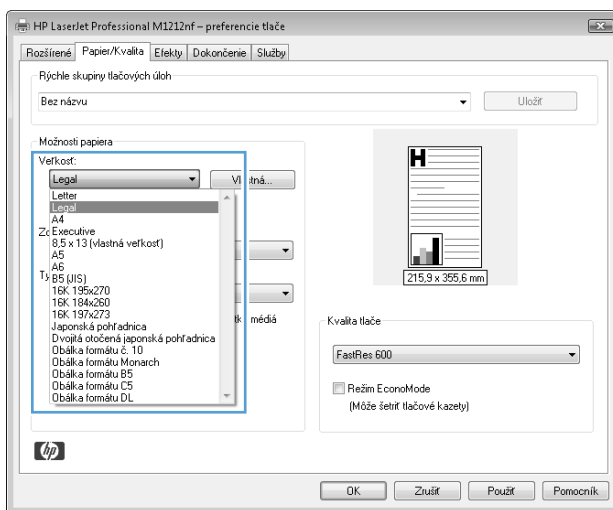 HP LaserJet Professional M1212nf – preferencie tlače
Rozšírené Papier/Kvalita Efekty Dokončenie Služby
Rýchle skupiny tlačových úloh
Bez názvu
Uložiť
Možnosti papiera
Veľkosť:
Legal
Letter
Legal
A4
Executive
8,5 x 13 (vlastná veľkosť)
A5
A6
B5 (JIS)
16K 195x270
16K 184x260
16K 197x273
Japonská pohľadnica
Dvojitá otočená japonská pohľadnica
Obálka formátu č. 10
Obálka formátu Monarch
Obálka formátu B5
Obálka formátu C5
Obálka formátu DL
médiá
H
215,9 x 355,6 mm
Kvalita tlače
FastRes 600
Režim EconoMode
(Môže šetriť tlačové kazety)
hp
OK Zrušiť Použiť Pomocník